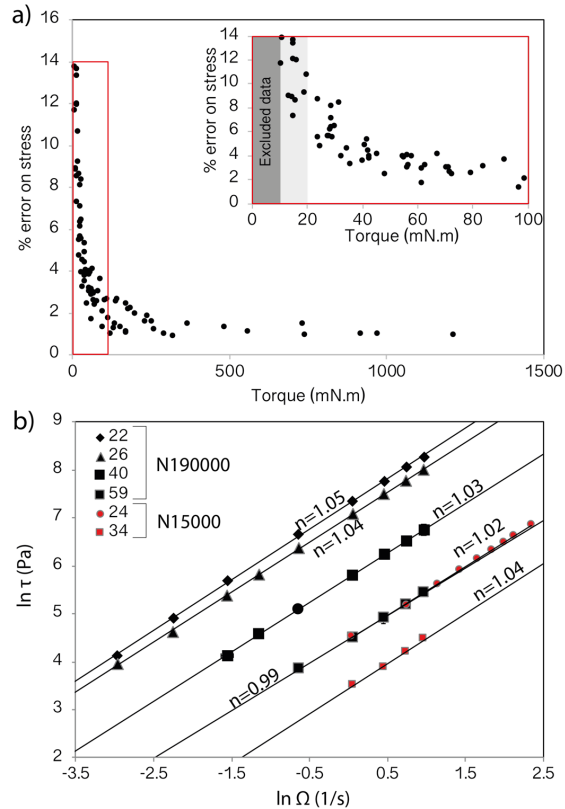 a)
16
14
12
10
8
6
4
2
0
% error on stress
0
500
1000
1500
Torque (mN.m)
14
12
10
8
6
4
2
0
% error on stress
Excluded data
0
20
40
60
80
100
Torque (mN.m)
b)
9
8
7
6
5
4
3
2
ln τ (Pa)
22
26
40
59
N190000
24
34
N15000
n=1.05
n=1.04
n=1.03
n=1.02
n=1.04
n=0.99
-3.5
-2.5
-1.5
-0.5
0.5
1.5
2.5
ln Ω (1/s)